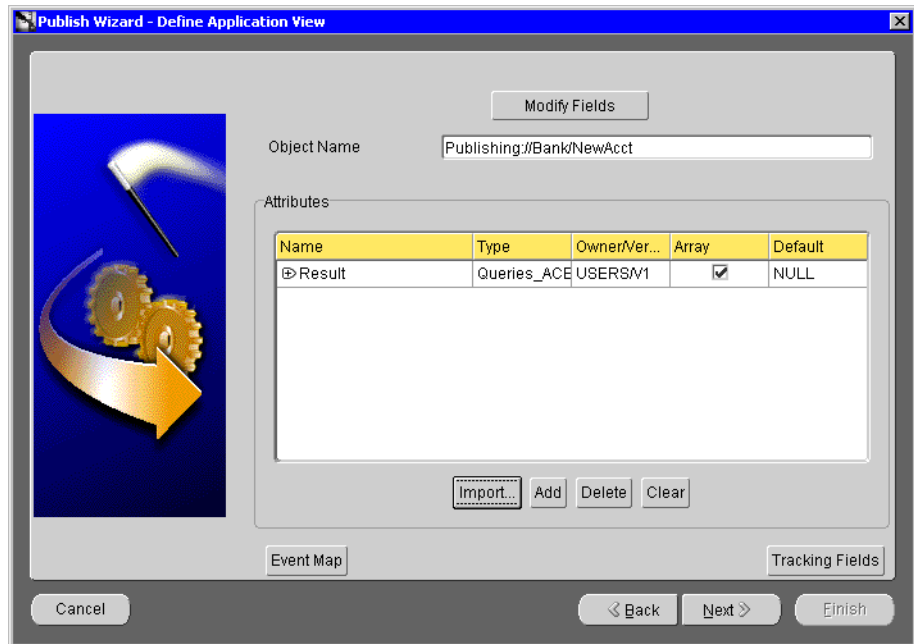 Publish Wizard - Define Application View
Modify Fields
Object Name
Publishing://Bank/NewAcct
Attributes
Name Type Owner/Ver... Array Default
Result Queries_ACE USERS/V1 NULL
Import... Add Delete Clear
Event Map Tracking Fields
Cancel Back Next Finish